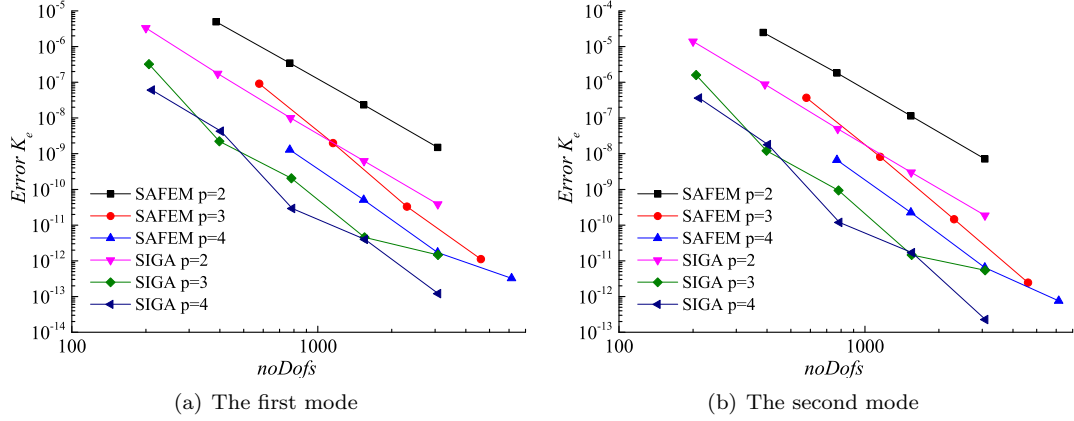 10^-5
10^-6
10^-7
10^-8
10^-9
10^-10
10^-11
10^-12
10^-13
10^-14
Error K_e
SAFEM p=2
SAFEM p=3
SAFEM p=4
SIGA p=2
SIGA p=3
SIGA p=4
100
1000
noDofs
(a) The first mode
10^-4
10^-5
10^-6
10^-7
10^-8
10^-9
10^-10
10^-11
10^-12
10^-13
Error K_e
SAFEM p=2
SAFEM p=3
SAFEM p=4
SIGA p=2
SIGA p=3
SIGA p=4
100
1000
noDofs
(b) The second mode